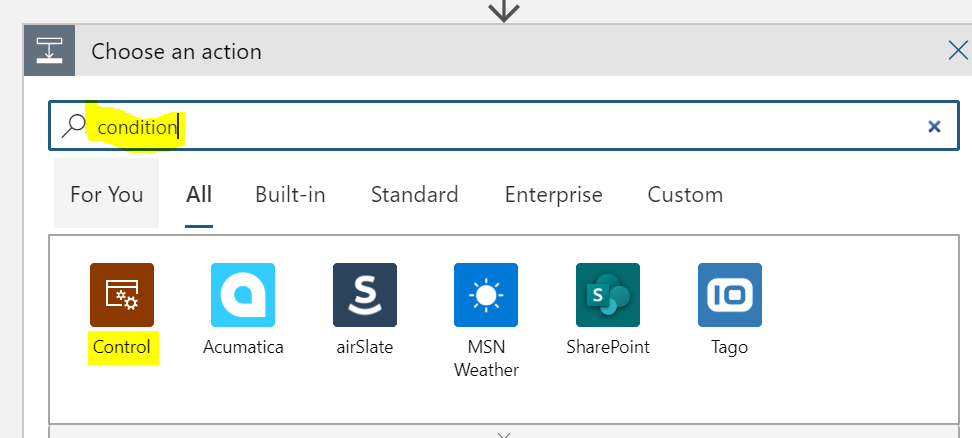 Choose an action
condition
For You All Built-in Standard Enterprise Custom
S S IO
Control Acumatica airSlate MSN Weather SharePoint Tago